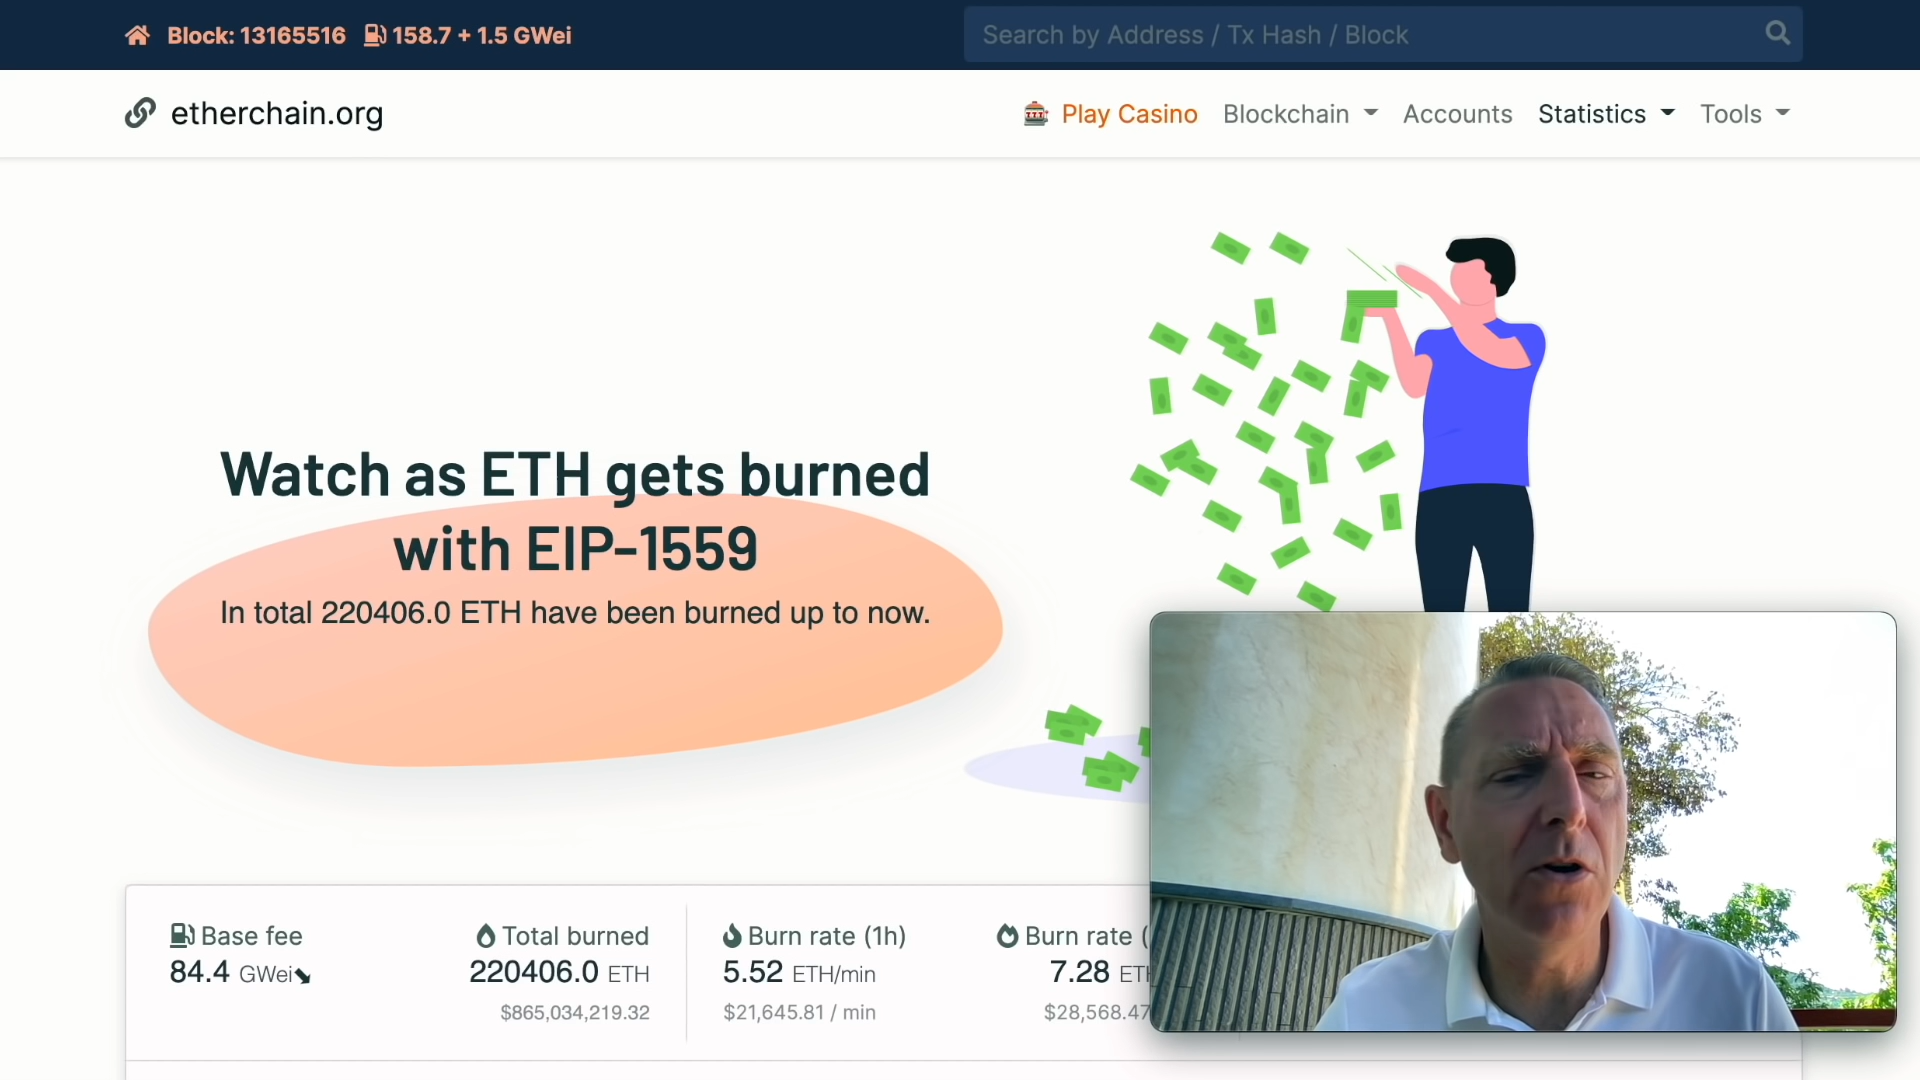 Block: 13165516 158.7 + 1.5 GWei
Search by Address / Tx Hash / Block
etherchain.org
Play Casino Blockchain Accounts Statistics Tools
Watch as ETH gets burned
with EIP-1559
In total 220406.0 ETH have been burned up to now.
Base fee Total burned Burn rate (1h) Burn rate (
84.4 GWei 220406.0 ETH 5.52 ETH/min 7.28
$865,034,219.32 $21,645.81 / min $28,568.47